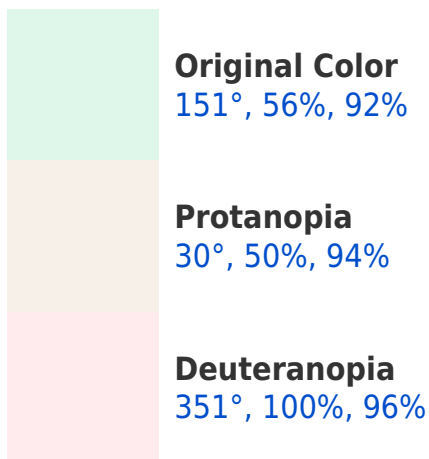 Original Color
151°, 56%, 92%
Protanopia
30°, 50%, 94%
Deuteranopia
351°, 100%, 96%